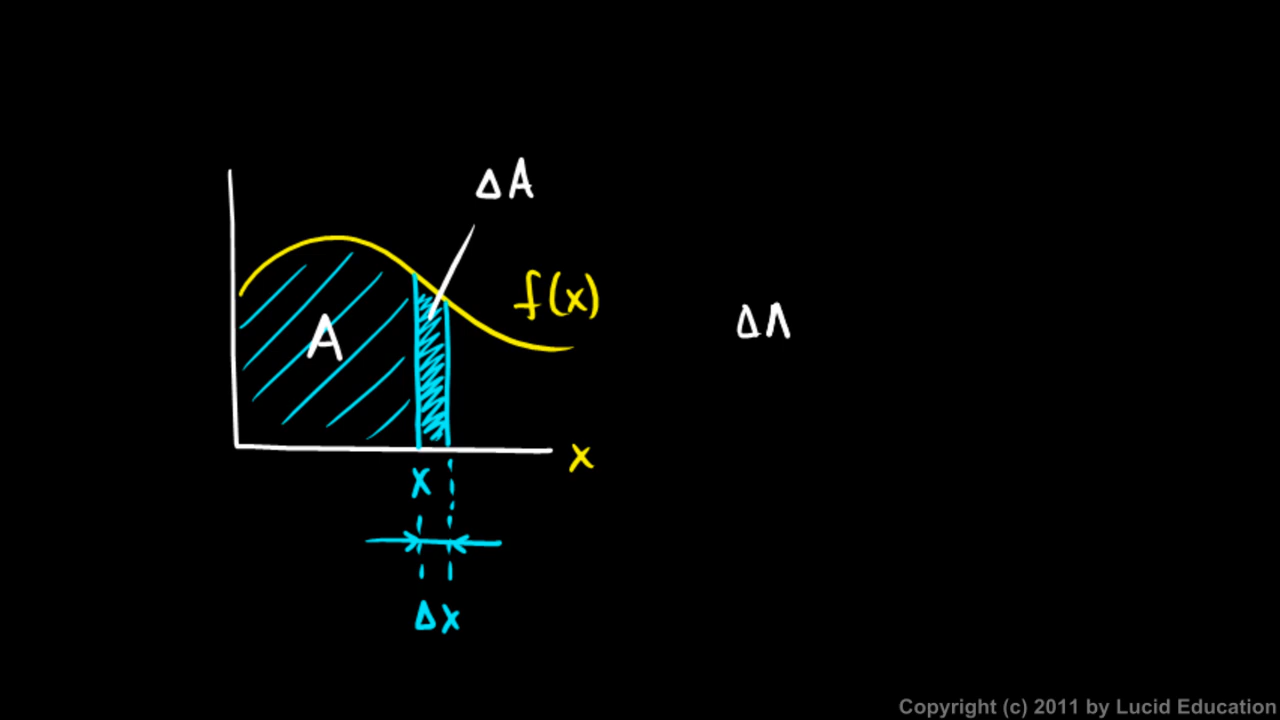 ΔA
f(x)
A
ΔΛ
x
x
Δx
Copyright (c) 2011 by Lucid Education